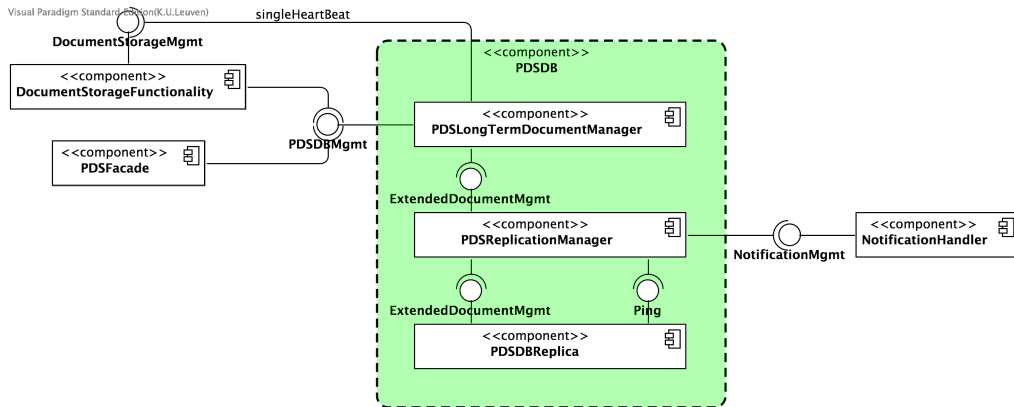 Visual Paradigm Standard Edition(K.U.Leuven)
singleHeartBeat
DocumentStorageMgmt
<<component>>
PDSDB
<<component>>
DocumentStorageFunctionality
<<component>>
PDSLongTermDocumentManager
PDSDBMgmt
<<component>>
PDSFacade
ExtendedDocumentMgmt
<<component>>
PDSReplicationManager
<<component>>
NotificationHandler
NotificationMgmt
ExtendedDocumentMgmt
Ping
<<component>>
PDSDBReplica